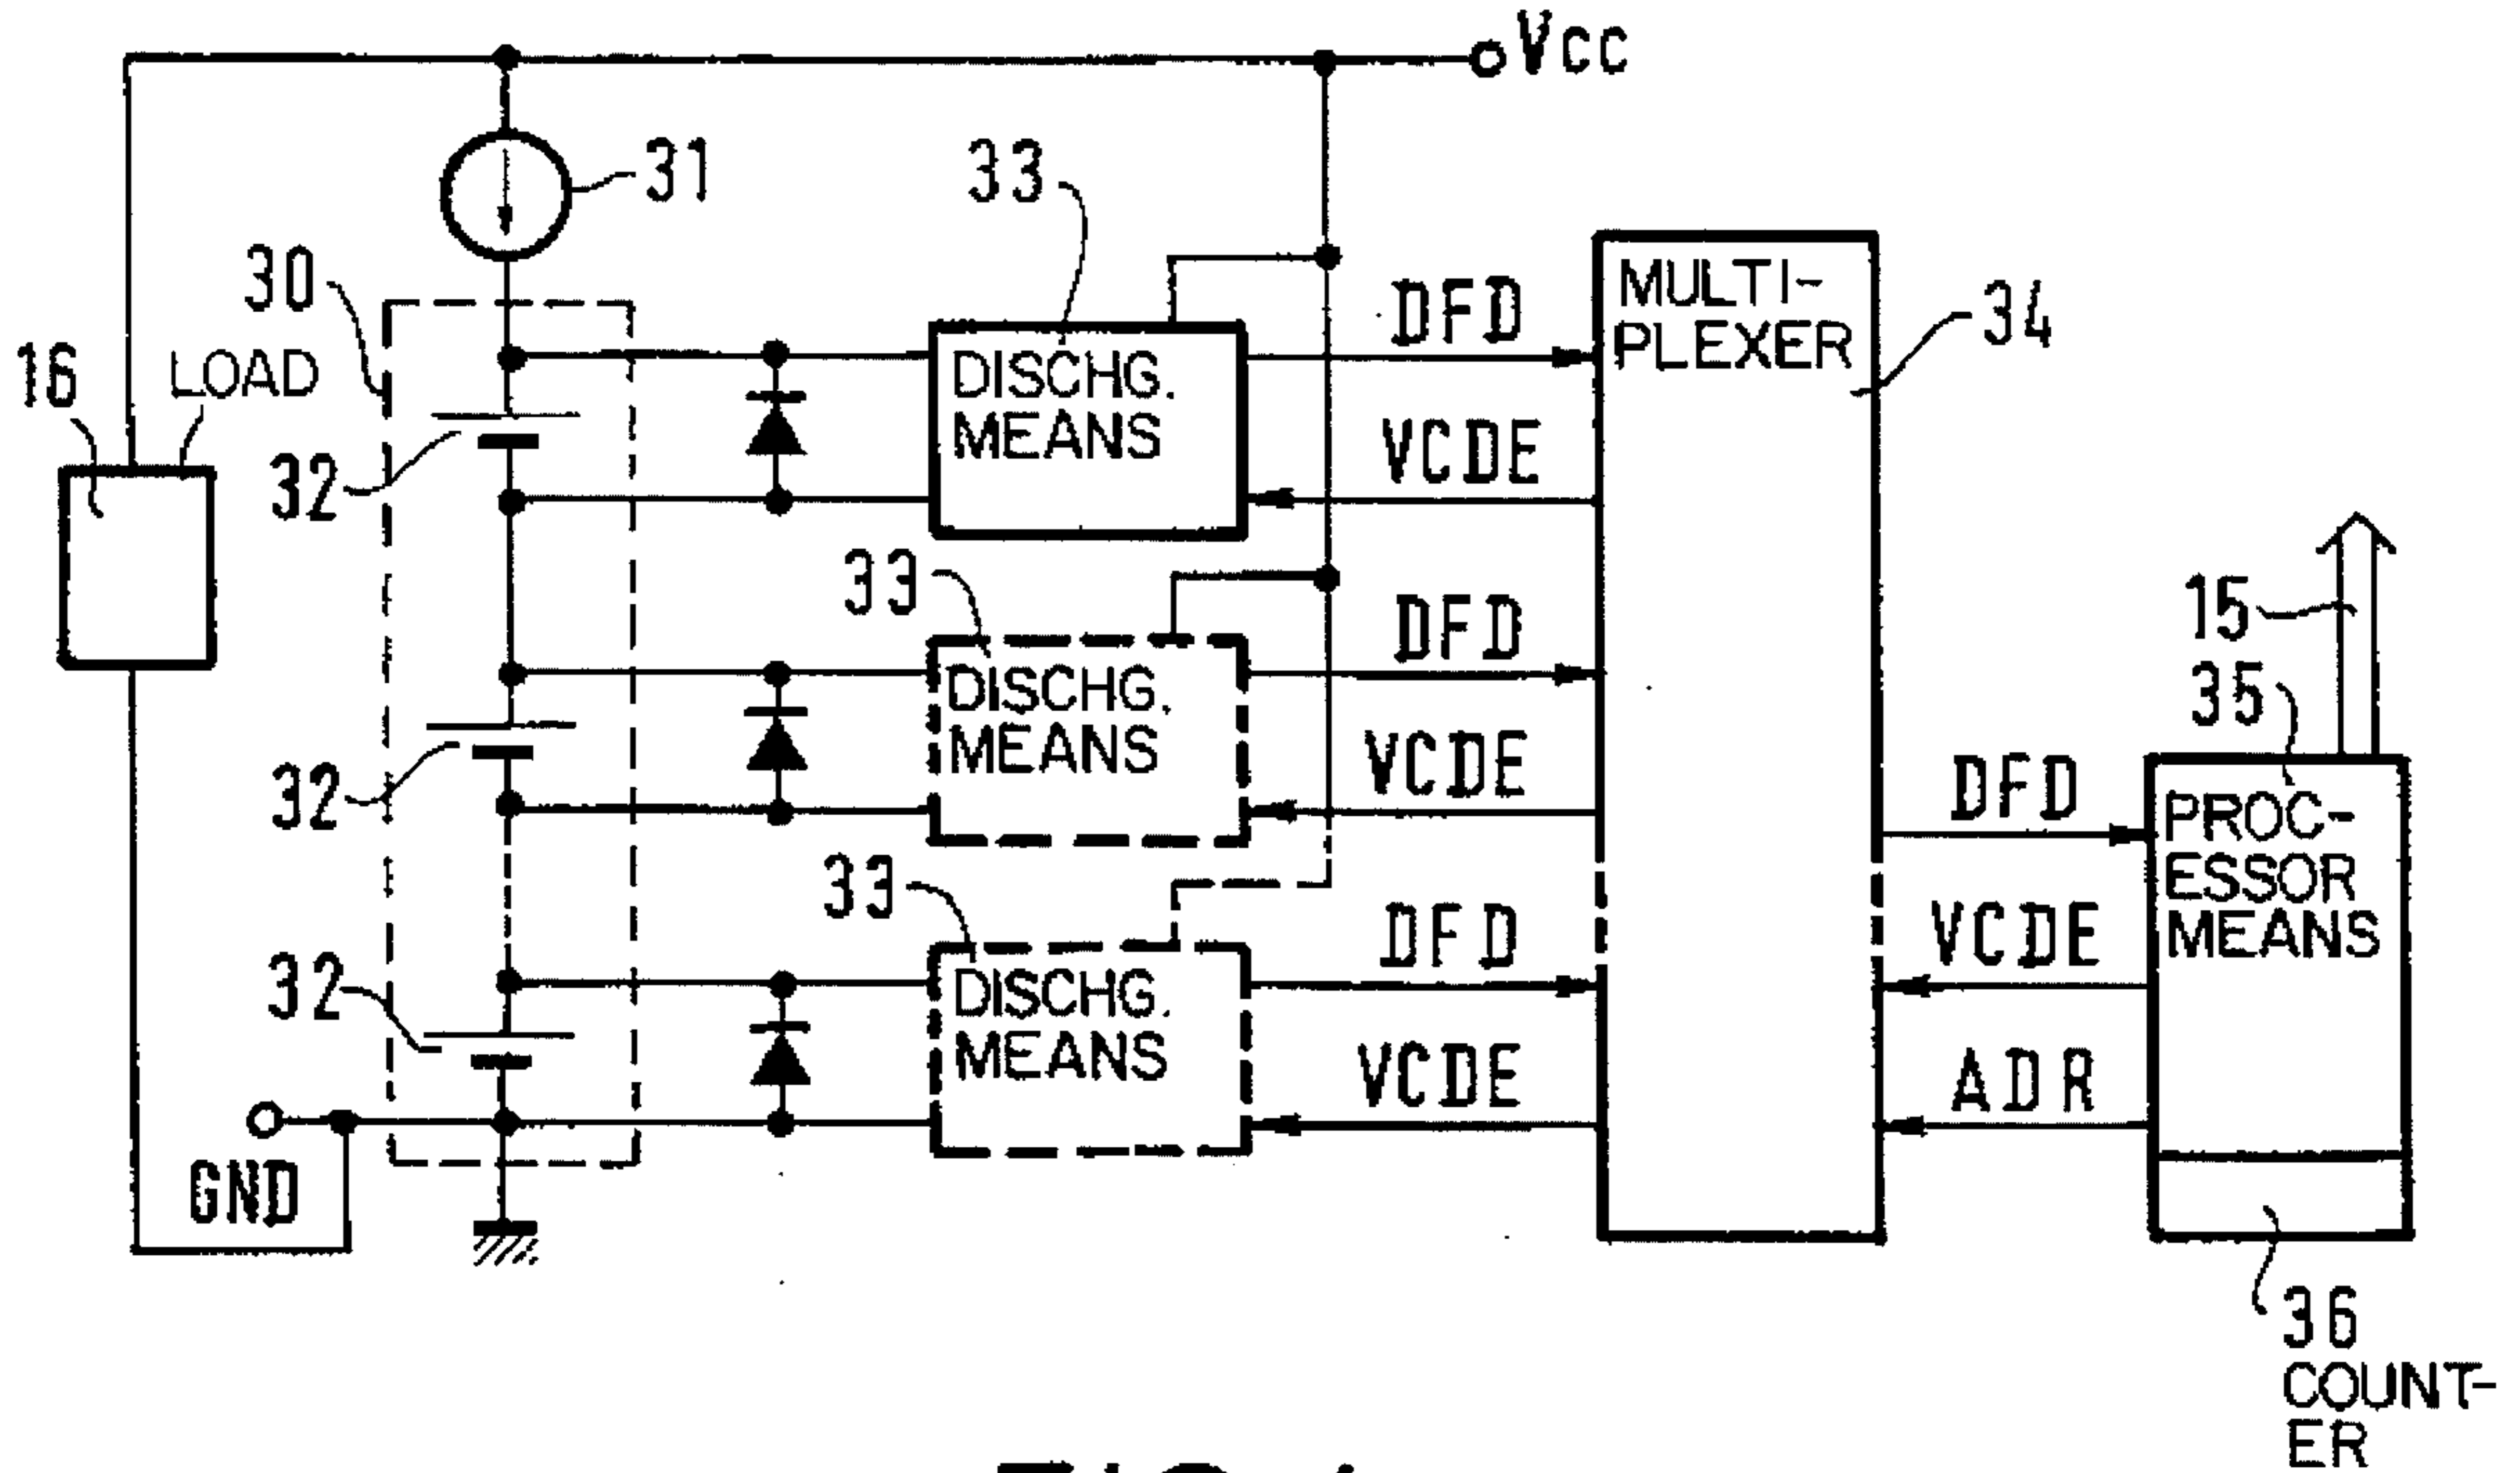 Vcc
31
33
30
MULTI-
PLEXER
34
DFD
16
LOAD
DISCHG.
MEANS
VCDE
32
33
15
DFD
35
DISCHG.
MEANS
VCDE
32
DFD
PROC-
ESSOR
MEANS
33
DFD
VCDE
32
DISCHG.
MEANS
VCDE
ADR
GND
36
COUNT-
ER